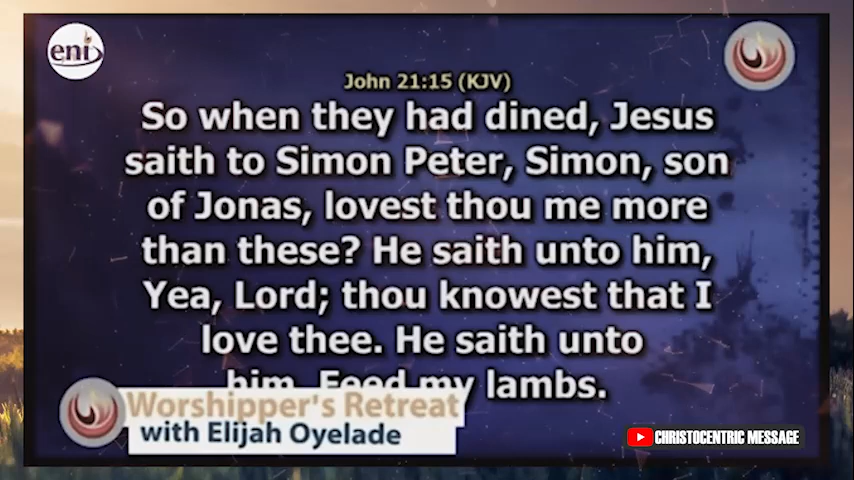 eni
John 21:15 (KJV)
So when they had dined, Jesus
saith to Simon Peter, Simon, son
of Jonas, lovest thou me more
than these? He saith unto him,
Yea, Lord; thou knowest that I
love thee. He saith unto
him, Feed my lambs.
Worshipper's Retreat
with Elijah Oyelade
CHRISTOCENTRIC MESSAGE